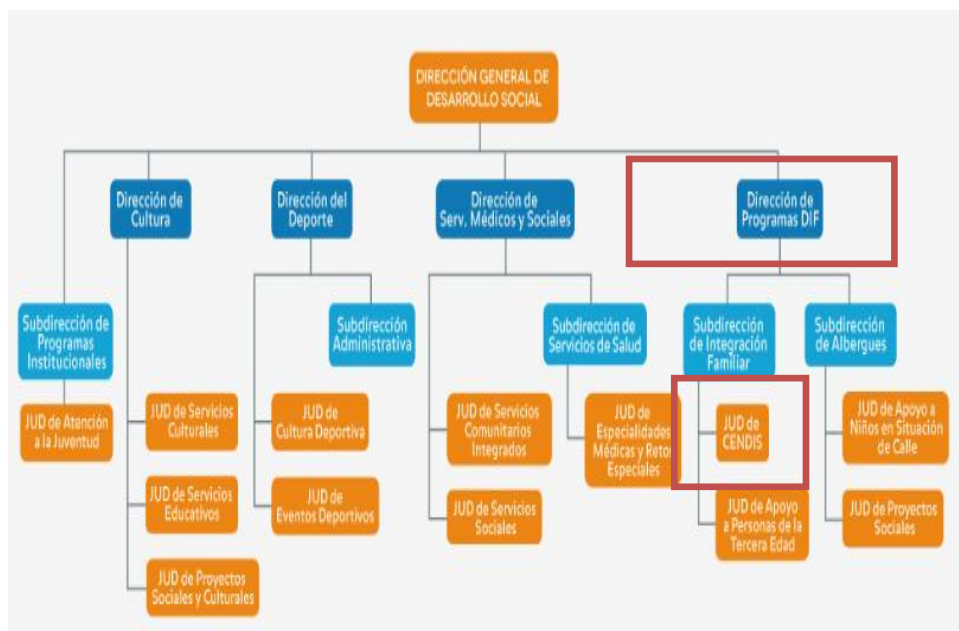 DIRECCIÓN GENERAL DE
DESARROLLO SOCIAL
Dirección de
Cultura
Dirección del
Deporte
Dirección de
Serv. Médicos y Sociales
Dirección de
Programas DIF
Subdirección de
Programas
Institucionales
Subdirección
Administrativa
Subdirección de
Servicios de Salud
Subdirección
de Integración
Familiar
Subdirección
de Albergues
JUD de Atención
a la Juventud
JUD de Servicios
Culturales
JUD de
Cultura Deportiva
JUD de Servicios
Comunitarios
Integrados
JUD de
Especialidades
Médicas y Retos
Especiales
JUD de
CENDIS
JUD de Apoyo a
Niños en Situación
de Calle
JUD de Servicios
Educativos
JUD de
Eventos Deportivos
JUD de Servicios
Sociales
JUD de Apoyo
a Personas de la
Tercera Edad
JUD de Proyectos
Sociales
JUD de Proyectos
Sociales y Culturales